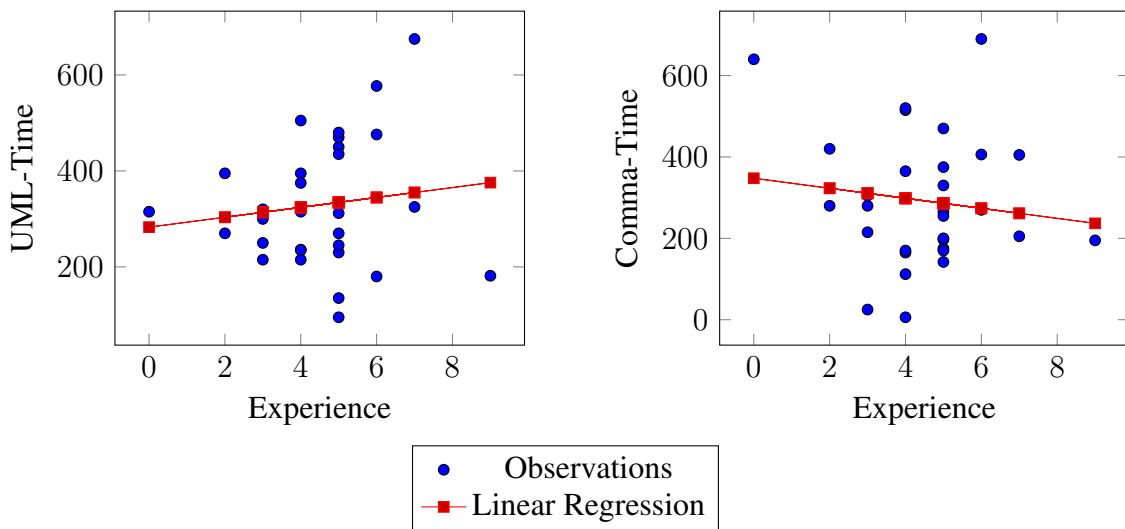 600
400
200
0 2 4 6 8
UML-Time
Experience
600
400
200
0
0 2 4 6 8
Comma-Time
Experience
Observations
Linear Regression